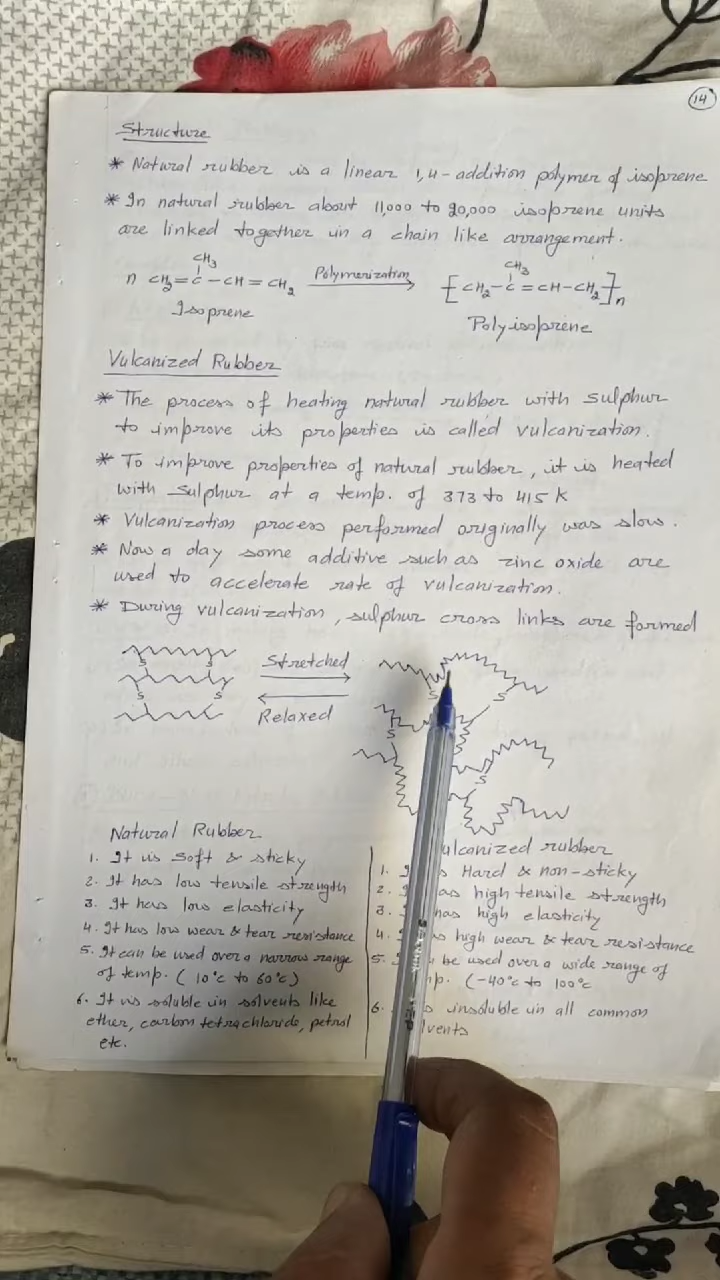 14
Structure
* Natural rubber is a linear 1,4-addition polymer of isoprene
* In natural rubber about 11,000 to 20,000 isoprene units
are linked together in a chain like arrangement.
CH3 CH3
n CH2=C-CH=CH2 Polymerization [CH2-C=CH-CH2]n
Isoprene
Polyisoprene
Vulcanized Rubber
* The process of heating natural rubber with sulphur
to improve its properties is called vulcanization.
* To improve properties of natural rubber, it is heated
with sulphur at a temp. of 373 to 415 K
* Vulcanization process performed originally was slow.
* Now a day some additive such as zinc oxide are
used to accelerate rate of vulcanization.
* During vulcanization, sulphur cross links are formed
S S
S S
Stretched
Relaxed
S S
S
S
Natural Rubber
1. It is soft & sticky
2. It has low tensile strength
3. It has low elasticity
4. It has low wear & tear resistance
5. It can be used over a narrow range
of temp. (10°c to 60°c)
6. It is soluble in solvents like
ether, carbon tetrachloride, petrol
etc.
ulcanized rubber
1. Hard & non-sticky
2. as high tensile strength
3. has high elasticity
4. high wear & tear resistance
5. be used over a wide range of
mp. (-40°c to 100°c
6. insoluble in all common
lvents